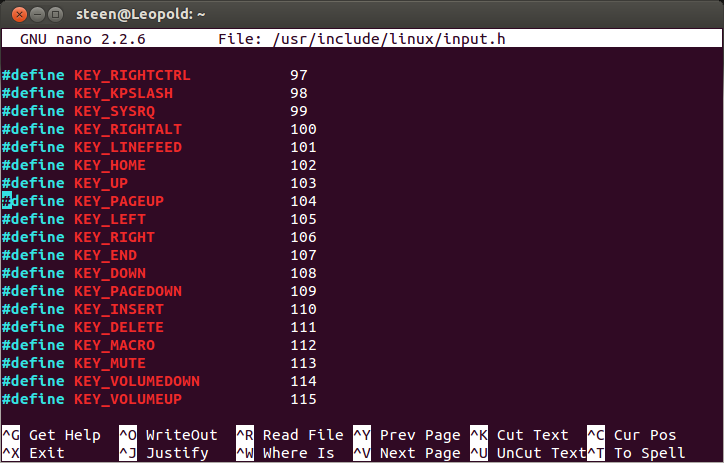 steen@Leopold: ~
GNU nano 2.2.6 File: /usr/include/linux/input.h
#define KEY_RIGHTCTRL 97
#define KEY_KPSLASH 98
#define KEY_SYSRQ 99
#define KEY_RIGHTALT 100
#define KEY_LINEFEED 101
#define KEY_HOME 102
#define KEY_UP 103
#define KEY_PAGEUP 104
#define KEY_LEFT 105
#define KEY_RIGHT 106
#define KEY_END 107
#define KEY_DOWN 108
#define KEY_PAGEDOWN 109
#define KEY_INSERT 110
#define KEY_DELETE 111
#define KEY_MACRO 112
#define KEY_MUTE 113
#define KEY_VOLUMEDOWN 114
#define KEY_VOLUMEUP 115
^G Get Help ^O WriteOut ^R Read File ^Y Prev Page ^K Cut Text ^C Cur Pos
^X Exit ^J Justify ^W Where Is ^V Next Page ^U UnCut Text ^T To Spell